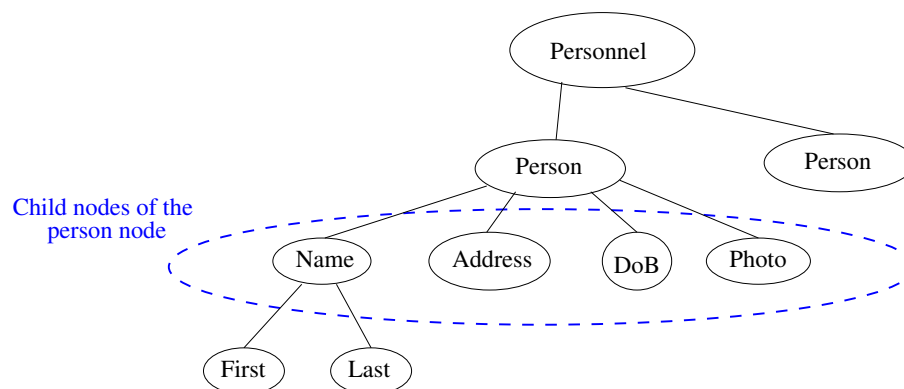 Personnel
Person
Person
Child nodes of the
person node
Name
Address
DoB
Photo
First
Last